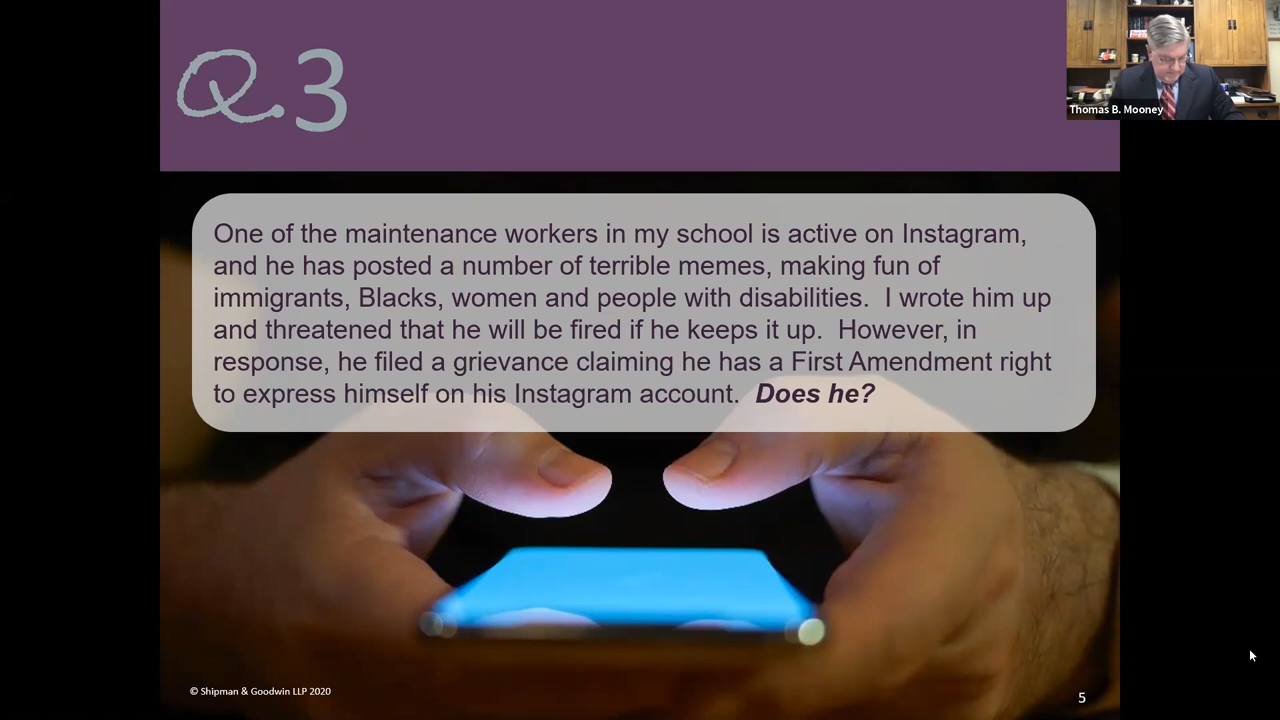 Q.3
Thomas B. Mooney
One of the maintenance workers in my school is active on Instagram,
and he has posted a number of terrible memes, making fun of
immigrants, Blacks, women and people with disabilities.  I wrote him up
and threatened that he will be fired if he keeps it up.  However, in
response, he filed a grievance claiming he has a First Amendment right
to express himself on his Instagram account.  Does he?
© Shipman & Goodwin LLP 2020
5